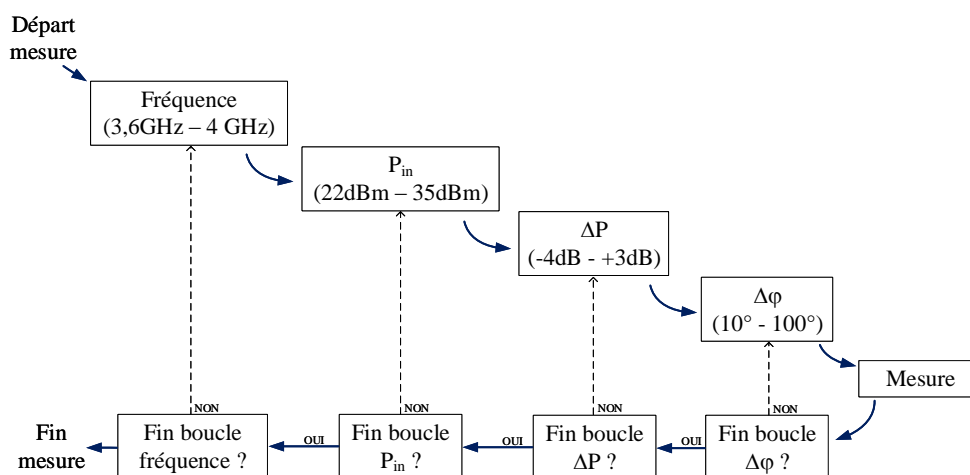 Départ
mesure
Fréquence
(3,6GHz – 4 GHz)
P_in
(22dBm – 35dBm)
ΔP
(-4dB - +3dB)
Δφ
(10° - 100°)
Mesure
NON
NON
NON
NON
Fin
mesure
Fin boucle
fréquence ?
OUI
Fin boucle
P_in ?
OUI
Fin boucle
ΔP ?
OUI
Fin boucle
Δφ ?